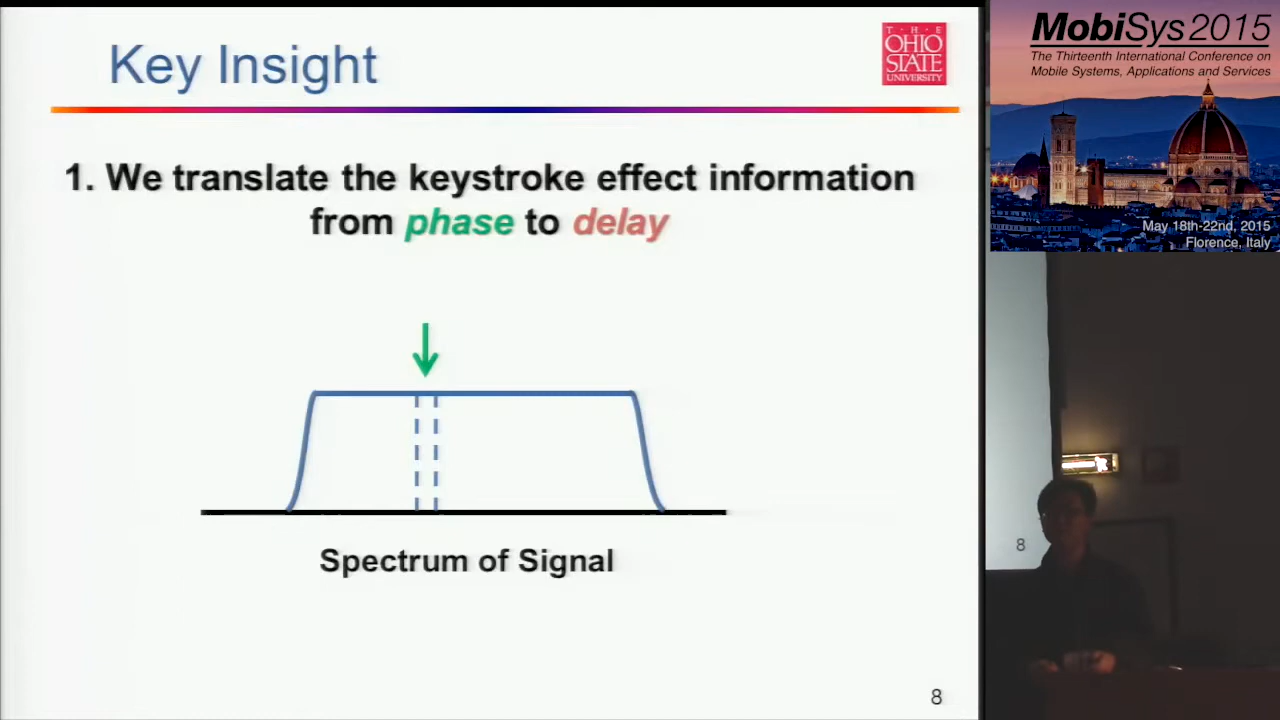 Key Insight
THE
OHIO
STATE
UNIVERSITY
1. We translate the keystroke effect information
from phase to delay
Spectrum of Signal
8
MobiSys 2015
The Thirteenth International Conference on
Mobile Systems, Applications and Services
May 18th-22nd, 2015
Florence, Italy
8